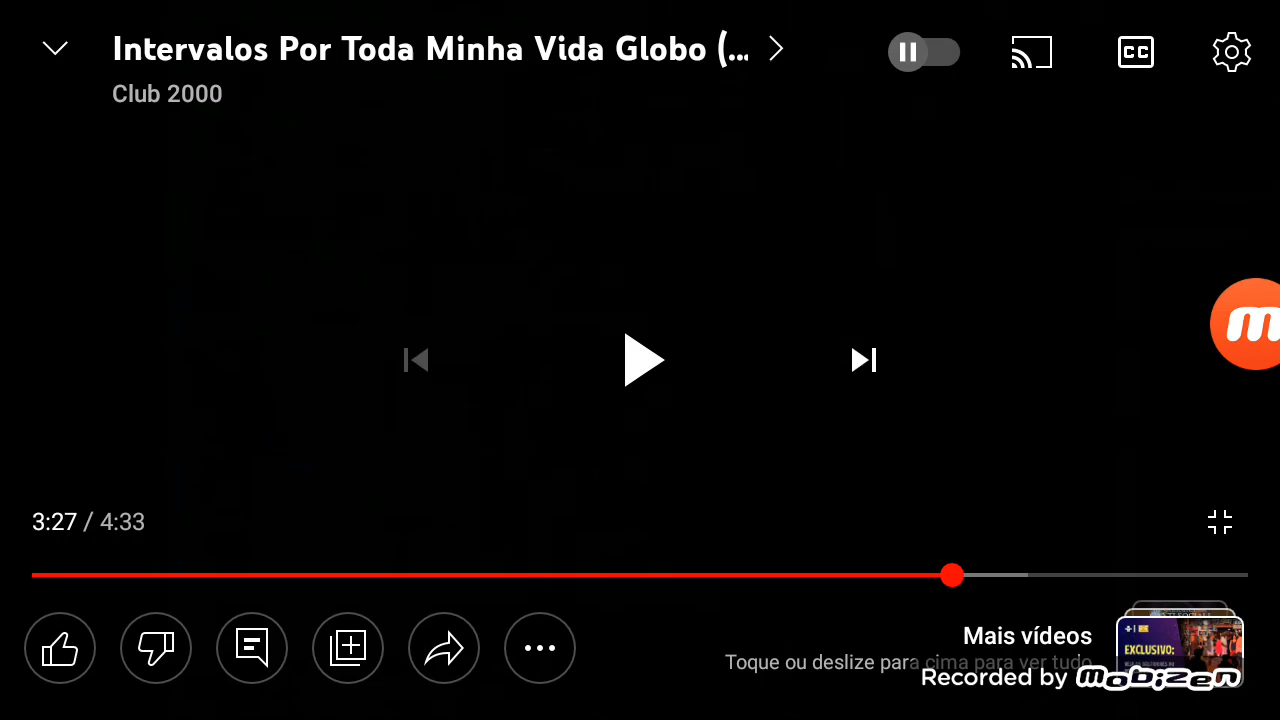 Intervalos Por Toda Minha Vida Globo (...
Club 2000
CC
3:27 / 4:33
Mais vídeos
Toque ou deslize para cima para ver tudo
EXCLUSIVO:
Recorded by mobizen